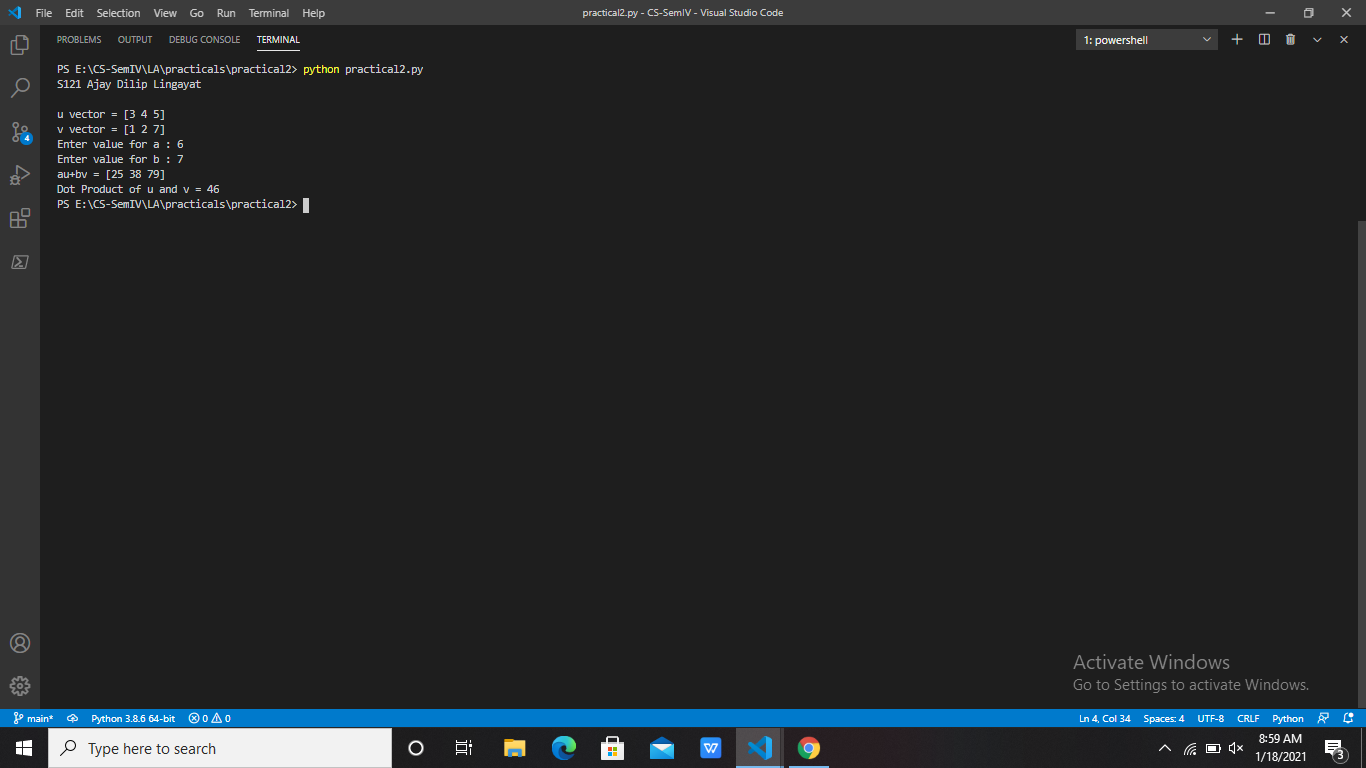 File Edit Selection View Go Run Terminal Help practical2.py - CS-SemIV - Visual Studio Code
PROBLEMS OUTPUT DEBUG CONSOLE TERMINAL 1: powershell
PS E:\CS-SemIV\LA\practicals\practical2> python practical2.py
S121 Ajay Dilip Lingayat
u vector = [3 4 5]
v vector = [1 2 7]
4
Enter value for a : 6
Enter value for b : 7
au+bv = [25 38 79]
Dot Product of u and v = 46
PS E:\CS-SemIV\LA\practicals\practical2>
Activate Windows
Go to Settings to activate Windows.
main* Python 3.8.6 64-bit 0 0 Ln 4, Col 34 Spaces: 4 UTF-8 CRLF Python
Type here to search W 8:59 AM
1/18/2021
3